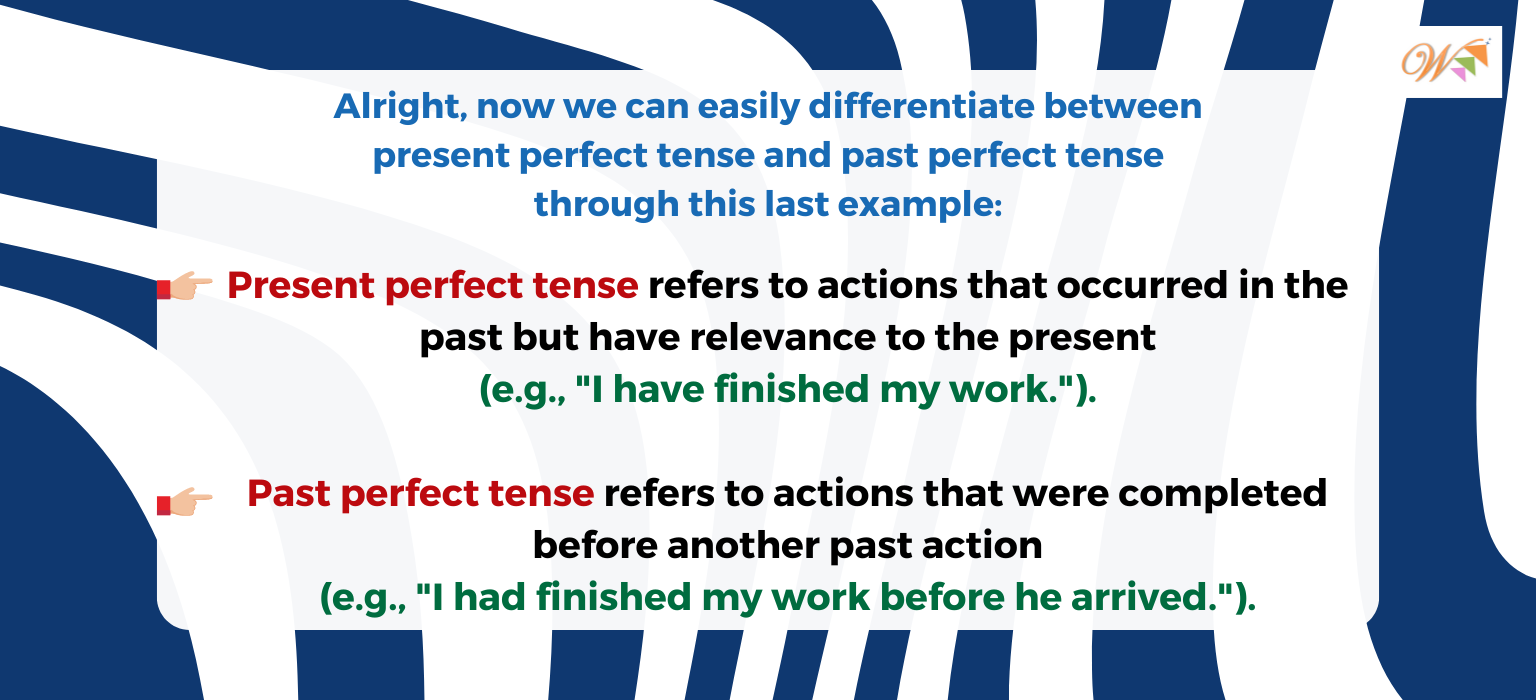 W
Alright, now we can easily differentiate between
present perfect tense and past perfect tense
through this last example:
Present perfect tense refers to actions that occurred in the
past but have relevance to the present
(e.g., "I have finished my work.").
Past perfect tense refers to actions that were completed
before another past action
(e.g., "I had finished my work before he arrived.").